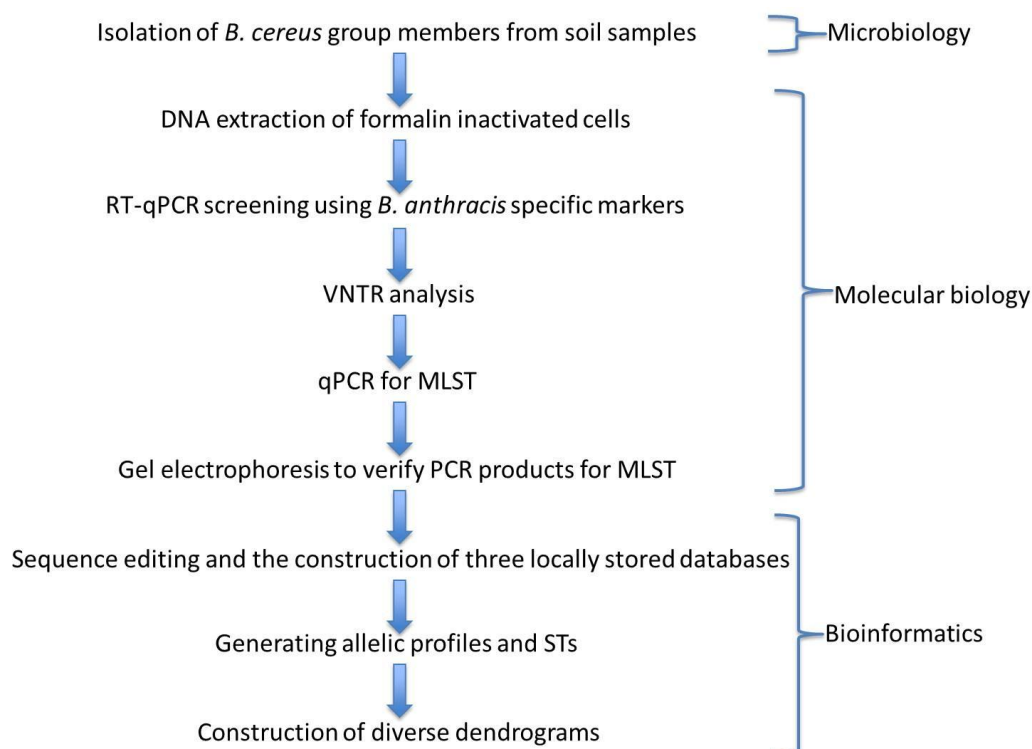 Isolation of B. cereus group members from soil samples
Microbiology
DNA extraction of formalin inactivated cells
RT-qPCR screening using B. anthracis specific markers
VNTR analysis
Molecular biology
qPCR for MLST
Gel electrophoresis to verify PCR products for MLST
Sequence editing and the construction of three locally stored databases
Generating allelic profiles and STs
Bioinformatics
Construction of diverse dendrograms